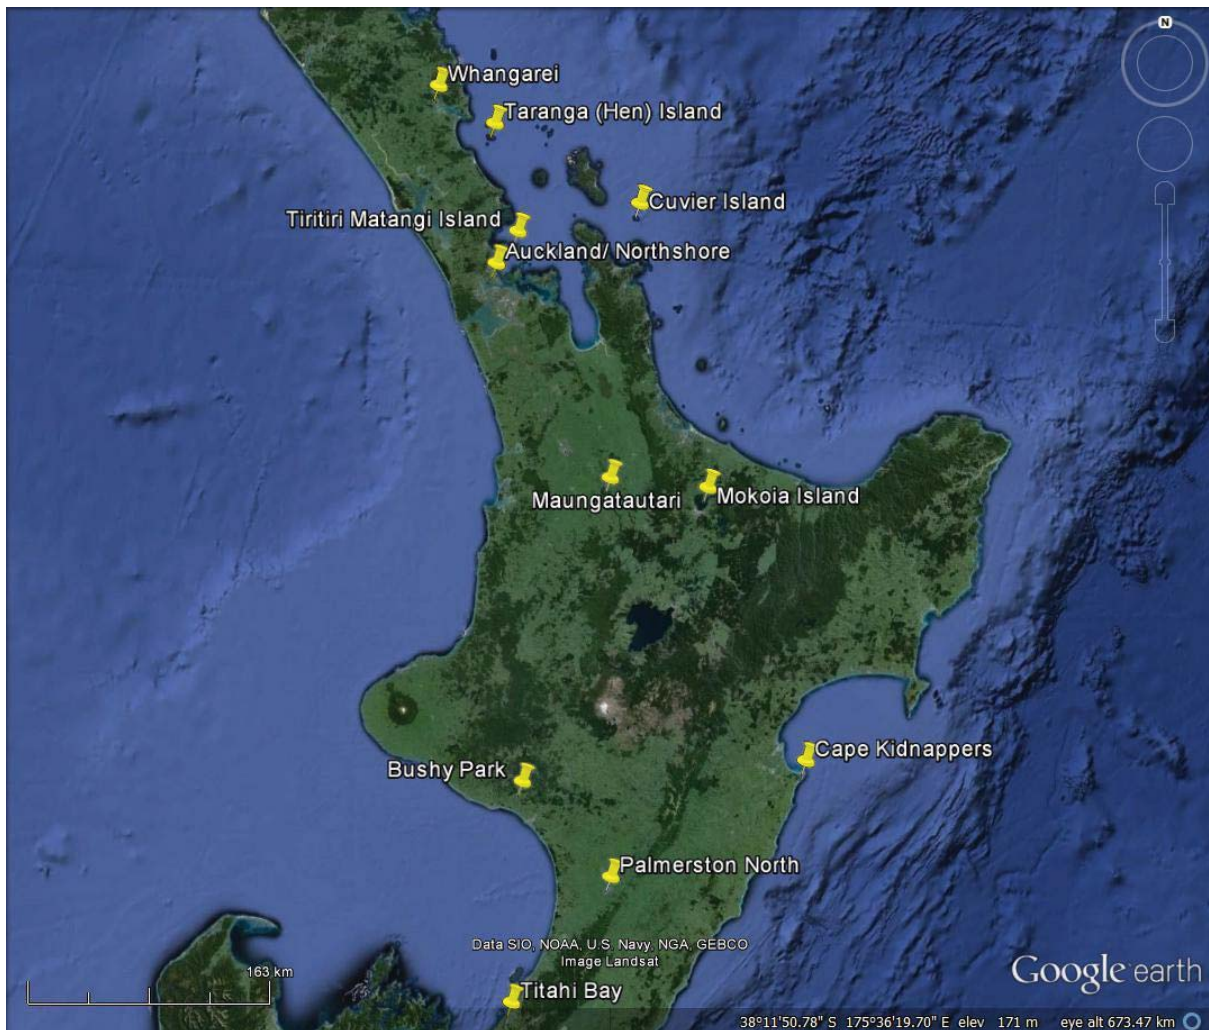 N
Whangarei
Taranga (Hen) Island
Cuvier Island
Tiritiri Matangi Island
Auckland/ Northshore
Maungatautari
Mokoia Island
Cape Kidnappers
Bushy Park
Palmerston North
Data SIO, NOAA, U.S. Navy, NGA, GEBCO
Image Landsat
163 km
Google earth
Titahi Bay
38°11'50.78" S 175°36'19.70" E elev 171 m eye alt 673.47 km